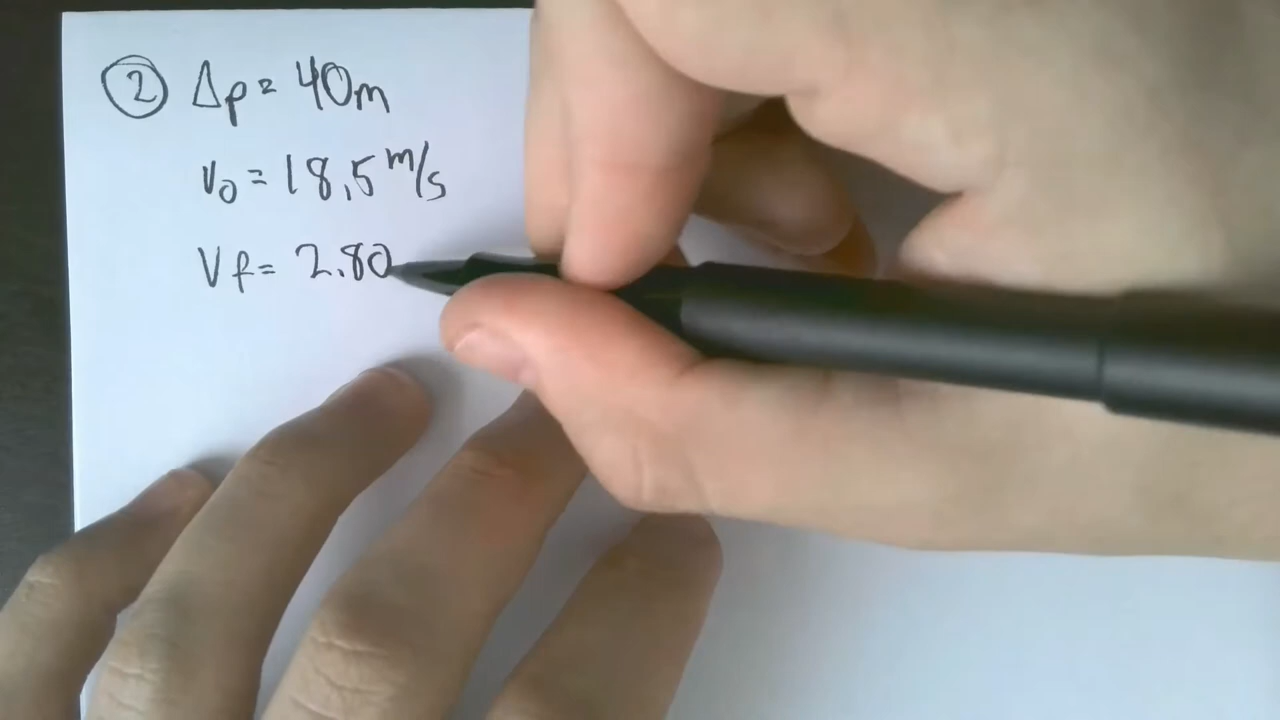 ② Δp = 40m
v₀ = 18,5 m/s
Vf = 2.80